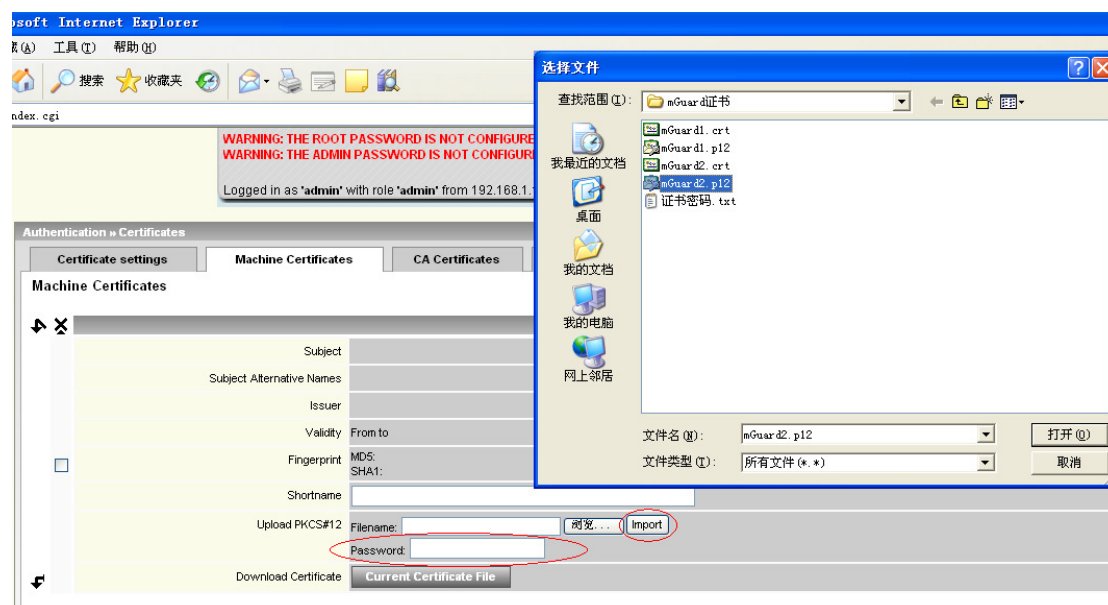 osoft Internet Explorer
藏(A) 工具(T) 帮助(H)
搜索 收藏夹
ndex.cgi
WARNING: THE ROOT PASSWORD IS NOT CONFIGURE
WARNING: THE ADMIN PASSWORD IS NOT CONFIGUR
Logged in as 'admin' with role 'admin' from 192.168.1.
Authentication » Certificates
Certificate settings Machine Certificates CA Certificates
Machine Certificates
Subject
Subject Alternative Names
Issuer
Validity From to
Fingerprint MD5:
SHA1:
Shortname
Upload PKCS#12 Filename: 浏览... Import
Password:
Download Certificate Current Certificate File
选择文件
查找范围(I): mGuard证书
mGuard1.crt
mGuard1.p12
mGuard2.crt
mGuard2.p12
证书密码.txt
我最近的文档
桌面
我的文档
我的电脑
网上邻居
文件名(N): mGuard2.p12 打开(O)
文件类型(T): 所有文件(*.*) 取消